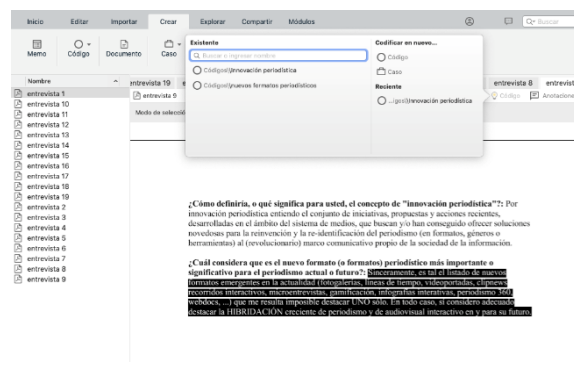 Inicio Editar Importar Crear Explorar Compartir Módulos
Buscar
Memo Código Documento Caso
Existente
Buscar o ingresar nombre
Códigos\\Innovación periodística
Códigos\\nuevos formatos periodísticos
Codificar en nuevo...
Código
Caso
Reciente
...igos\\Innovación periodística
Nombre
entrevista 19
entrevista 8
entrevist
entrevista 9
Código
Anotaciones
Modo de selecció
entrevista 1
entrevista 10
entrevista 11
entrevista 12
entrevista 13
entrevista 14
entrevista 15
entrevista 16
entrevista 17
entrevista 18
entrevista 19
entrevista 2
entrevista 3
entrevista 4
entrevista 5
entrevista 6
entrevista 7
entrevista 8
entrevista 9
¿Cómo definiría, o qué significa para usted, el concepto de "innovación periodística"?: Por
innovación periodística entiendo el conjunto de iniciativas, propuestas y acciones recientes,
desarrolladas en el ámbito del sistema de medios, que buscan y/o han conseguido ofrecer soluciones
novedosas para la reinvención y la re-identificación del periodismo (en formatos, géneros o
herramientas) al (revolucionario) marco comunicativo propio de la sociedad de la información.
¿Cuál considera que es el nuevo formato (o formatos) periodístico más importante o
significativo para el periodismo actual o futuro?: Sinceramente, es tal el listado de nuevos
formatos emergentes en la actualidad (fotogalerías, líneas de tiempo, videoportadas, clipnews
recorridos interactivos, microentrevistas, gamificación, infografías interativas, periodismo 360,
webdocs, ...) que me resulta imposible destacar UNO sólo. En todo caso, si considero adecuado
destacar la HIBRIDACIÓN creciente de periodismo y de audiovisual interactivo en y para su futuro.